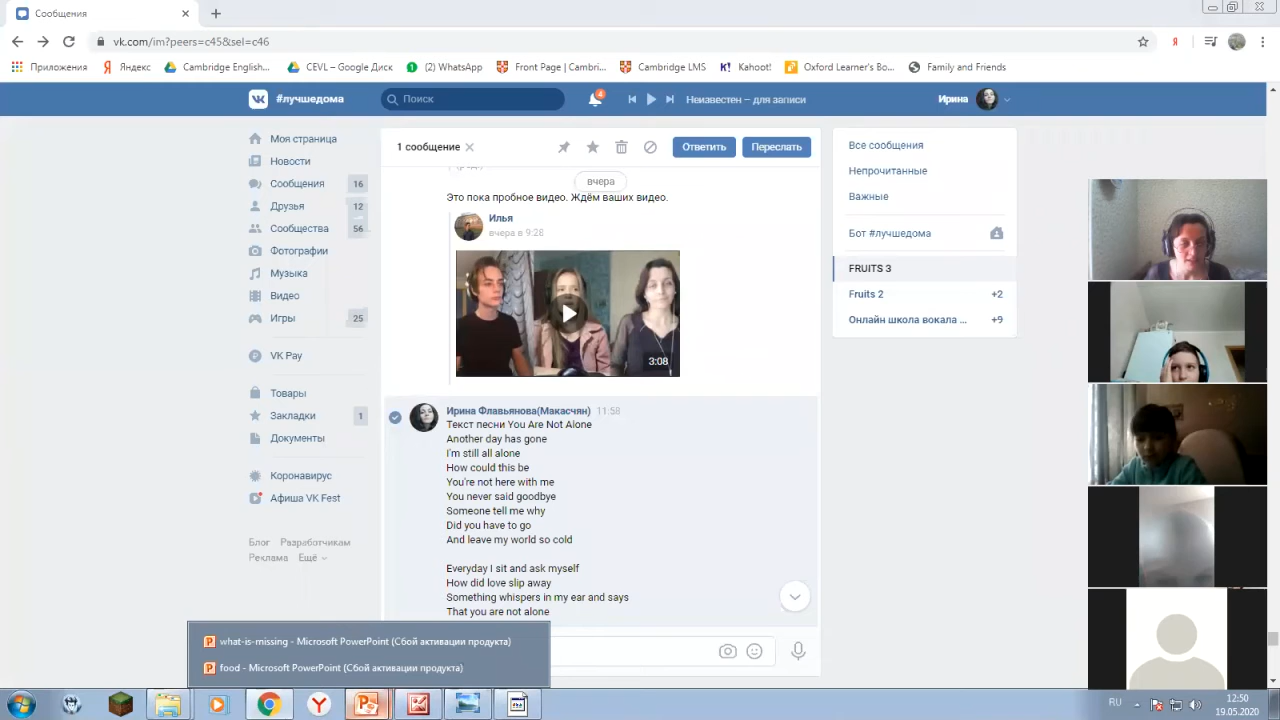 Сообщения
vk.com/im?peers=c45&sel=c46
Приложения
Яндекс
Cambridge English...
CEVL – Google Диск
(2) WhatsApp
Front Page | Cambri...
Cambridge LMS
Kahoot!
Oxford Learner's Bo...
Family and Friends
#лучшедома
Поиск
4
Неизвестен – для записи
Ирина
Моя страница
Новости
Сообщения 16
Друзья 12
Сообщества 56
Фотографии
Музыка
Видео
Игры 25
VK Pay
Товары
Закладки 1
Документы
Коронавирус
Афиша VK Fest
Блог Разработчикам
Реклама Ещё
1 сообщение
Ответить
Переслать
вчера
Это пока пробное видео. Ждём ваших видео.
Илья
вчера в 9:28
3:08
Ирина Флавьянова(Макасчян) 11:58
Текст песни You Are Not Alone
Another day has gone
I'm still all alone
How could this be
You're not here with me
You never said goodbye
Someone tell me why
Did you have to go
And leave my world so cold
Everyday I sit and ask myself
How did love slip away
Something whispers in my ear and says
That you are not alone
Все сообщения
Непрочитанные
Важные
Бот #лучшедома
FRUITS 3
Fruits 2 +2
Онлайн школа вокала ... +9
what-is-missing - Microsoft PowerPoint (Сбой активации продукта)
food - Microsoft PowerPoint (Сбой активации продукта)
RU
12:50
19.05.2020